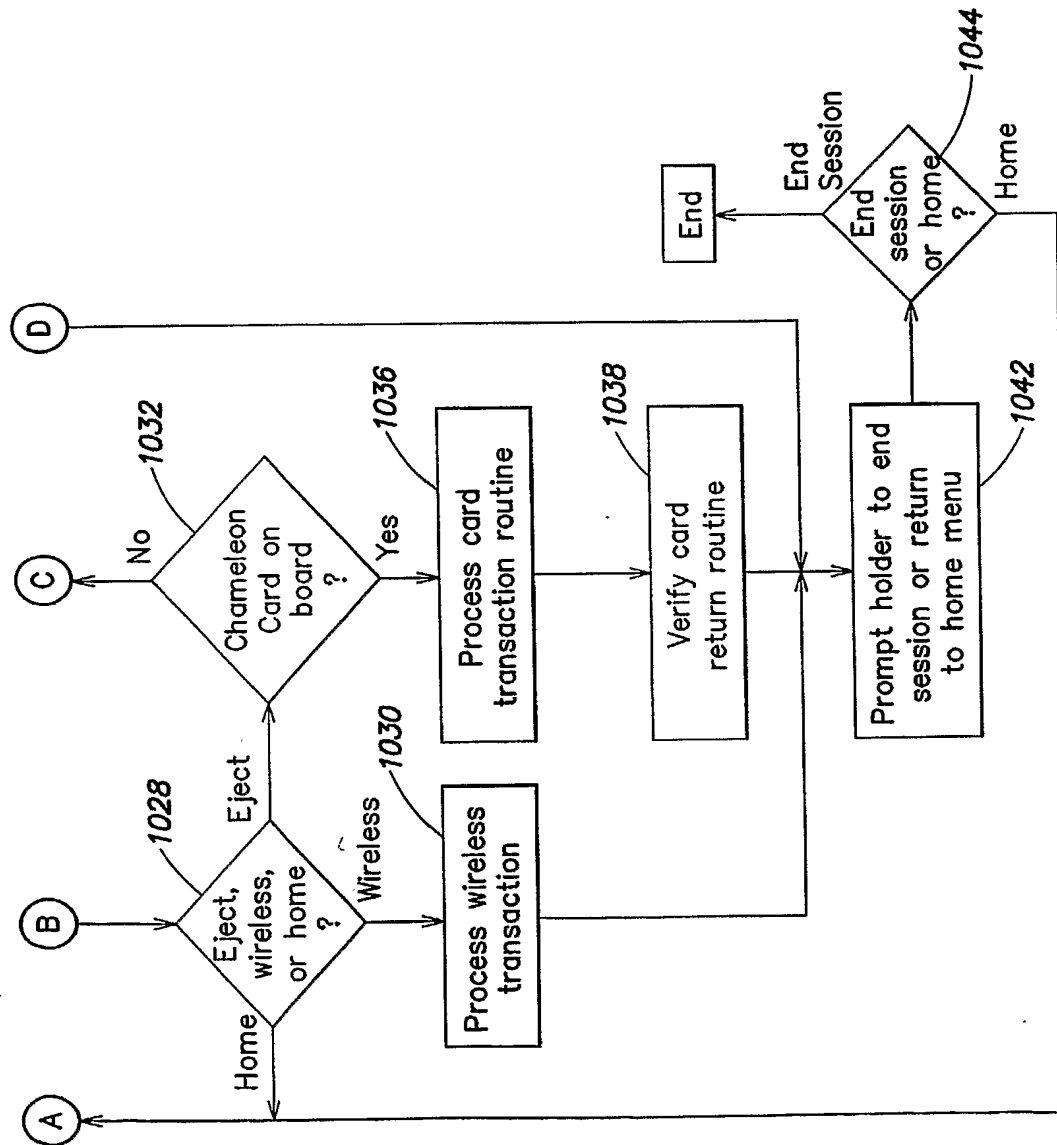 A
B
C
D
1028
Eject,
wireless,
or home
?
Home
Eject
Wireless
1030
Process wireless
transaction
1032
Chameleon
Card on
board
?
No
Yes
1036
Process card
transaction routine
1038
Verify card
return routine
Prompt holder to end
session or return
to home menu
1042
End
session
or home
?
1044
End
Session
Home
End